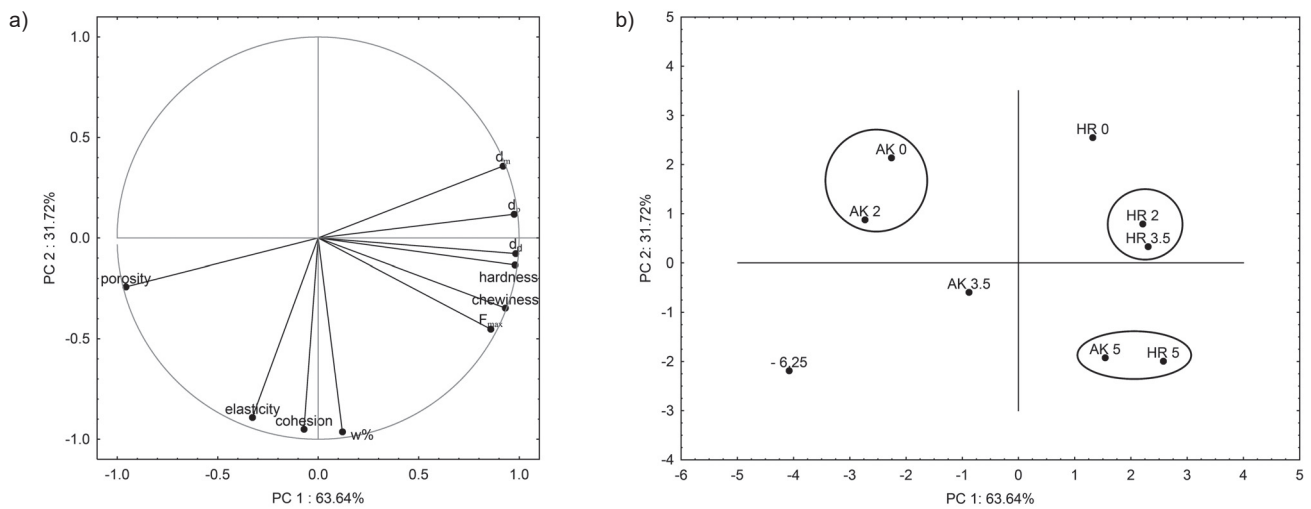 a)
1.0
0.5
0.0
-0.5
-1.0
PC 2 : 31.72%
dm
dp
dd
hardness
chewiness
Fmax
porosity
elasticity
cohesion
w%
-1.0 -0.5 0.0 0.5 1.0
PC 1 : 63.64%
b)
5
4
3
2
1
0
-1
-2
-3
-4
PC 2: 31.72%
HR 0
AK 0
AK 2
HR 2
HR 3.5
AK 3.5
AK 5 HR 5
- 6.25
-6 -5 -4 -3 -2 -1 0 1 2 3 4 5
PC 1: 63.64%